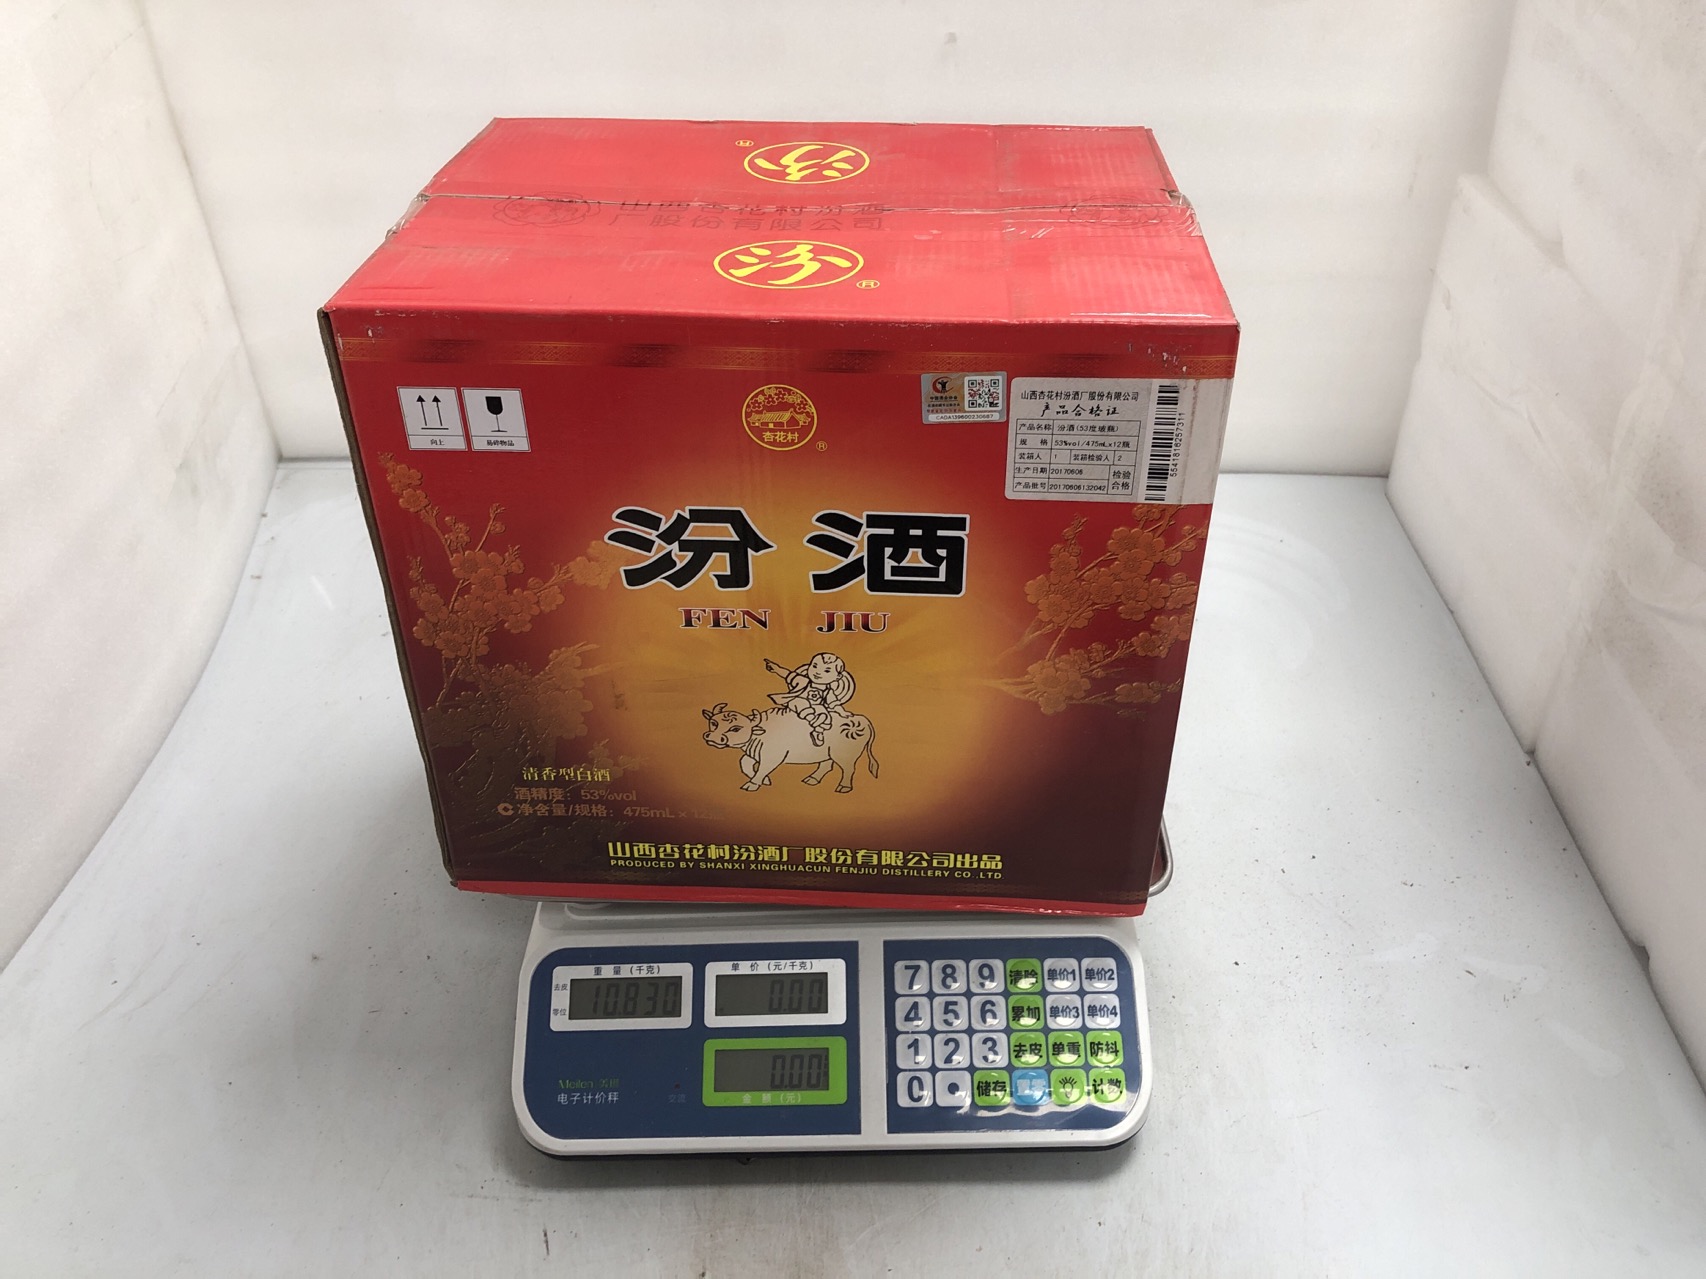 汾
®
山西杏花村汾酒
厂股份有限公司
汾
®
向上
易碎物品
杏花村
®
CADA139600230687
山西杏花村汾酒厂股份有限公司
产品合格证
产品名称 汾酒(53度玻瓶)
规 格 53%vol/475mL×12瓶
装箱人 1 装箱检验人 2
生产日期 20170606 检验
产品批号 20170606132042 合格
汾酒
FEN JIU
清香型白酒
酒精度：53%vol
净含量/规格：475mL×12
山西杏花村汾酒厂股份有限公司出品
PRODUCED BY SHANXI XINGHUACUN FENJIU DISTILLERY CO.,LTD.
重量(千克)
去皮
零位
10.830
单价(元/千克)
0.00
0.00
金额(元)
电子计价秤
交流
7 8 9 清除 单价1 单价2
4 5 6 累加 单价3 单价4
1 2 3 去皮 单重 防抖
0 . 储存 置零 计数